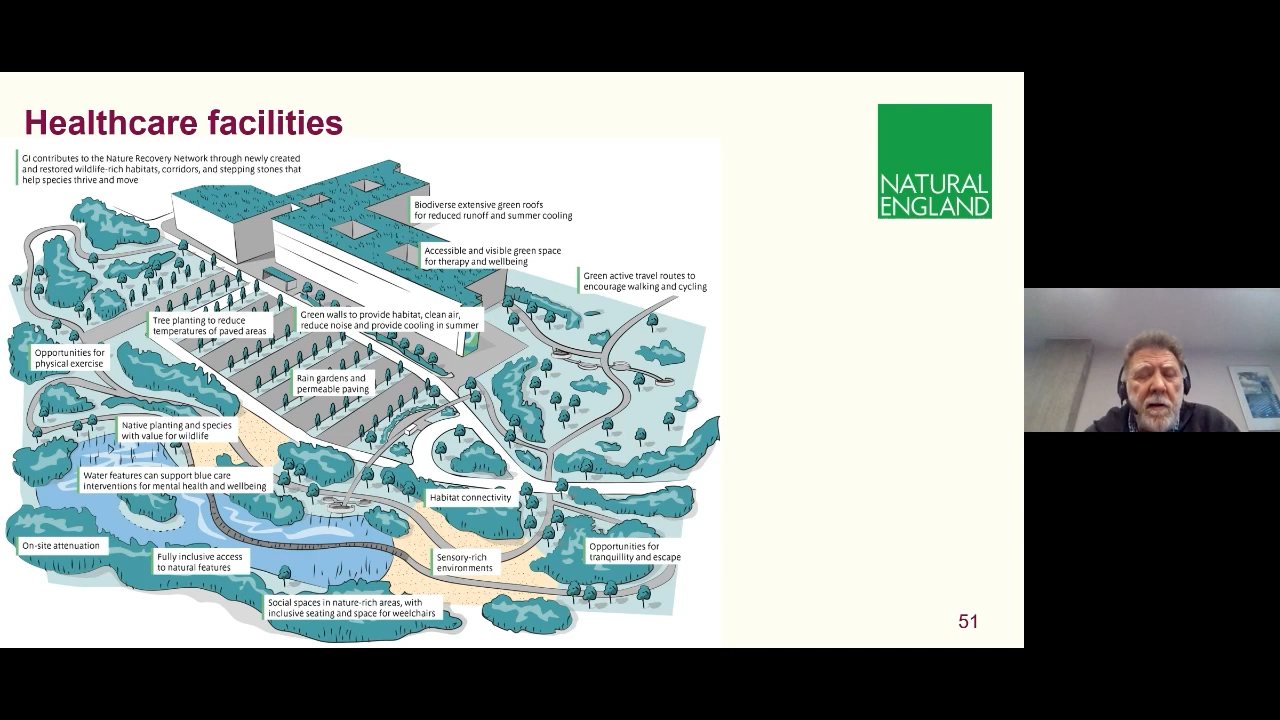 Healthcare facilities
NATURAL
ENGLAND
GI contributes to the Nature Recovery Network through newly created
and restored wildlife-rich habitats, corridors, and stepping stones that
help species thrive and move
Biodiverse extensive green roofs
for reduced runoff and summer cooling
Accessible and visible green space
for therapy and wellbeing
Green active travel routes to
encourage walking and cycling
Tree planting to reduce
temperatures of paved areas
Green walls to provide habitat, clean air,
reduce noise and provide cooling in summer
Opportunities for
physical exercise
Rain gardens and
permeable paving
Native planting and species
with value for wildlife
Water features can support blue care
interventions for mental health and wellbeing
Habitat connectivity
On-site attenuation
Fully inclusive access
to natural features
Sensory-rich
environments
Opportunities for
tranquillity and escape
Social spaces in nature-rich areas, with
inclusive seating and space for weelchairs
51